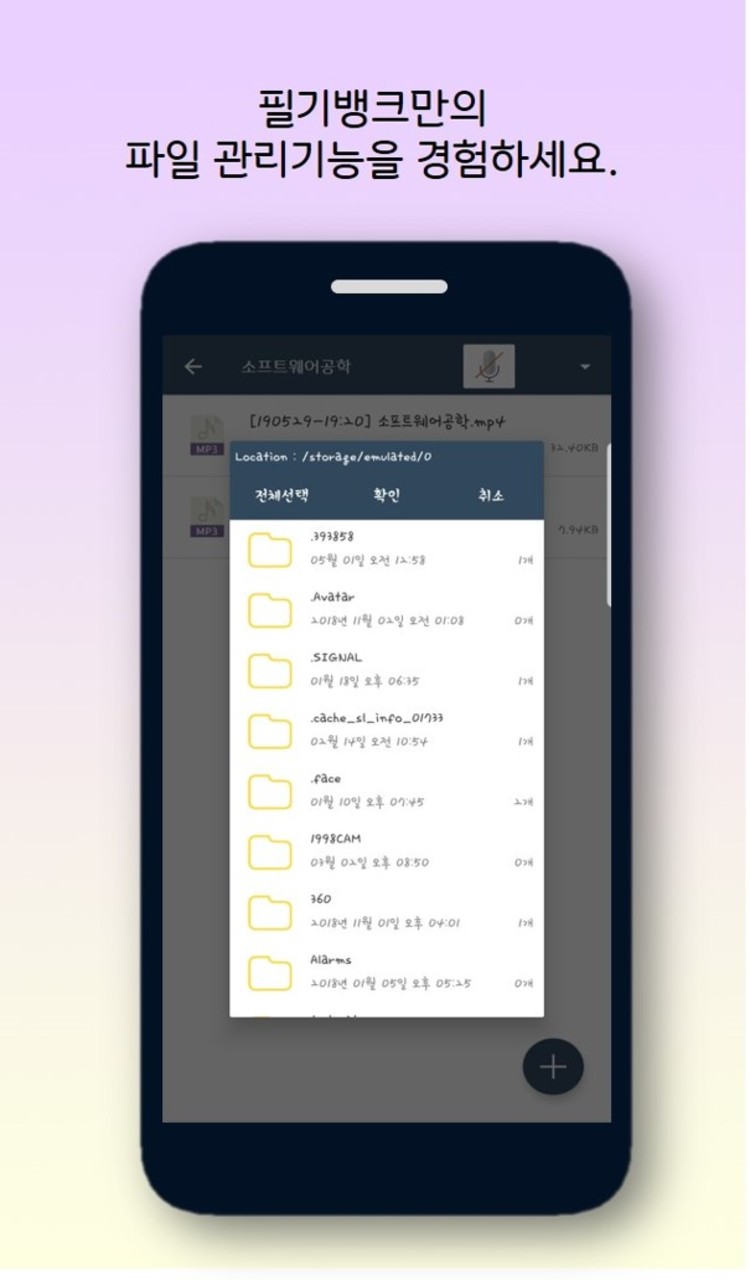 필기뱅크만의
파일 관리기능을 경험하세요.
소프트웨어공학
[190529-19:20] 소프트웨어공학.mp4
MP3
32.40KB
Location : /storage/emulated/0
전체선택 확인 취소
MP3
7.94KB
.393858
05월 01일 오전 12:58 1개
.Avatar
2018년 11월 02일 오전 01:08 0개
.SIGNAL
01월 18일 오후 06:35 1개
.cache_sl_info_01733
02월 14일 오전 10:54 1개
.face
01월 10일 오후 07:45 2개
1998CAM
03월 02일 오후 08:50 0개
360
2018년 11월 01일 오후 04:01 1개
Alarms
2018년 01월 05일 오후 05:25 0개